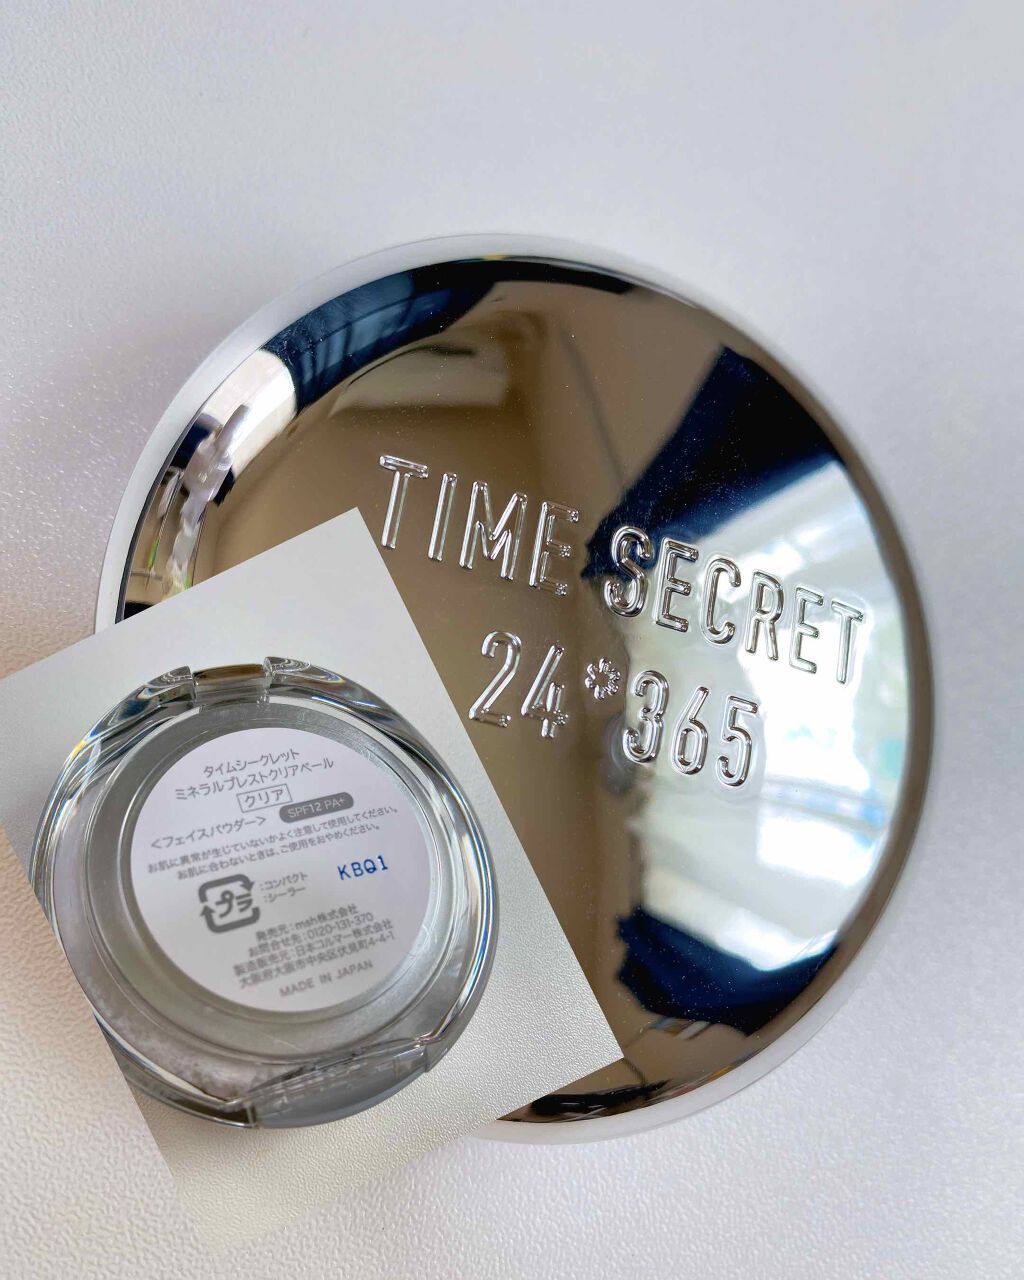 TIME SECRET
24*365
タイムシークレット
ミネラルプレストクリアベール
クリア
<フェイスパウダー> SPF12 PA+
お肌に異常が生じていないかよく注意して使用してください。
お肌に合わないときは、ご使用をおやめください。
プラ :コンパクト
:シーラー
KBQ1
発売元:msh株式会社
お問合せ先:0120-131-370
製造販売元:日本コルマー株式会社
大阪府大阪市中央区伏見町4-4-1
MADE IN JAPAN